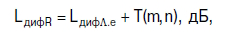 LдифR = LдифΛ.e + T(m,n), дБ,